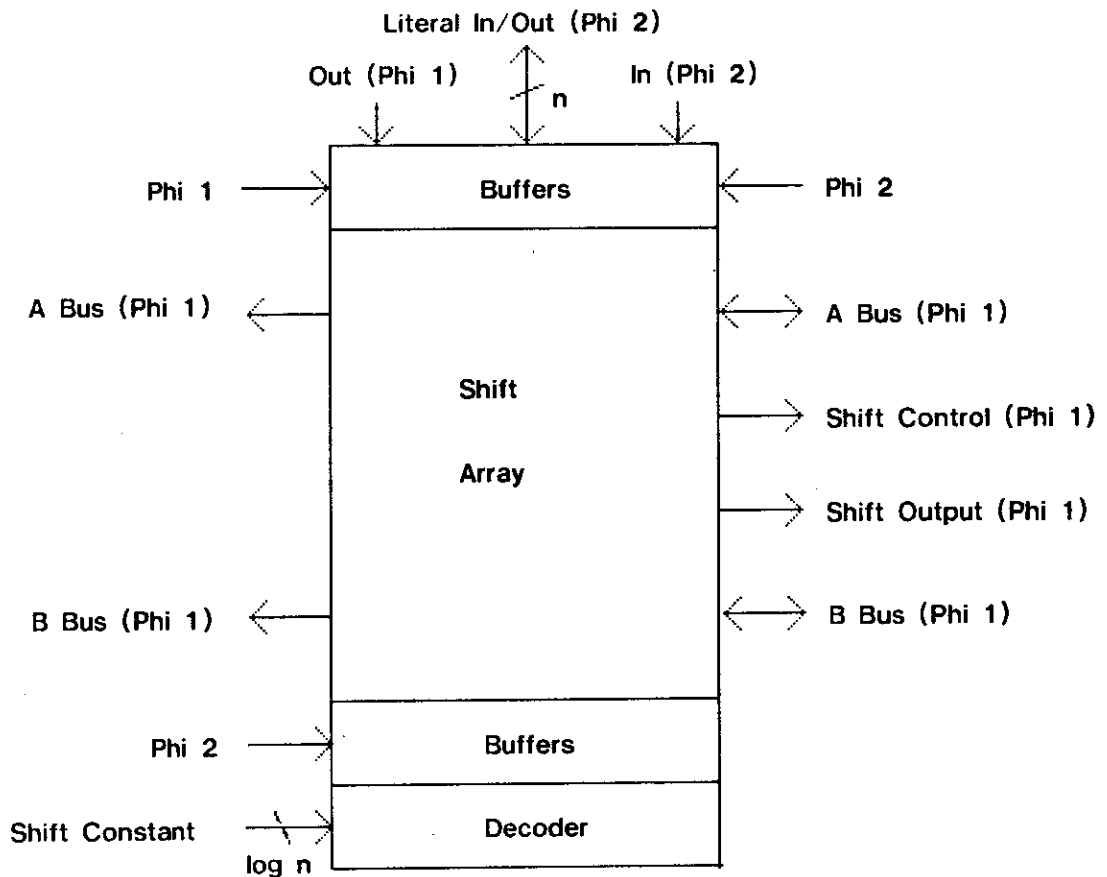 Literal In/Out (Phi 2)
Out (Phi 1)
In (Phi 2)
n
Phi 1
Buffers
Phi 2
A Bus (Phi 1)
A Bus (Phi 1)
Shift
Shift Control (Phi 1)
Array
Shift Output (Phi 1)
B Bus (Phi 1)
B Bus (Phi 1)
Phi 2
Buffers
Shift Constant
Decoder
log n